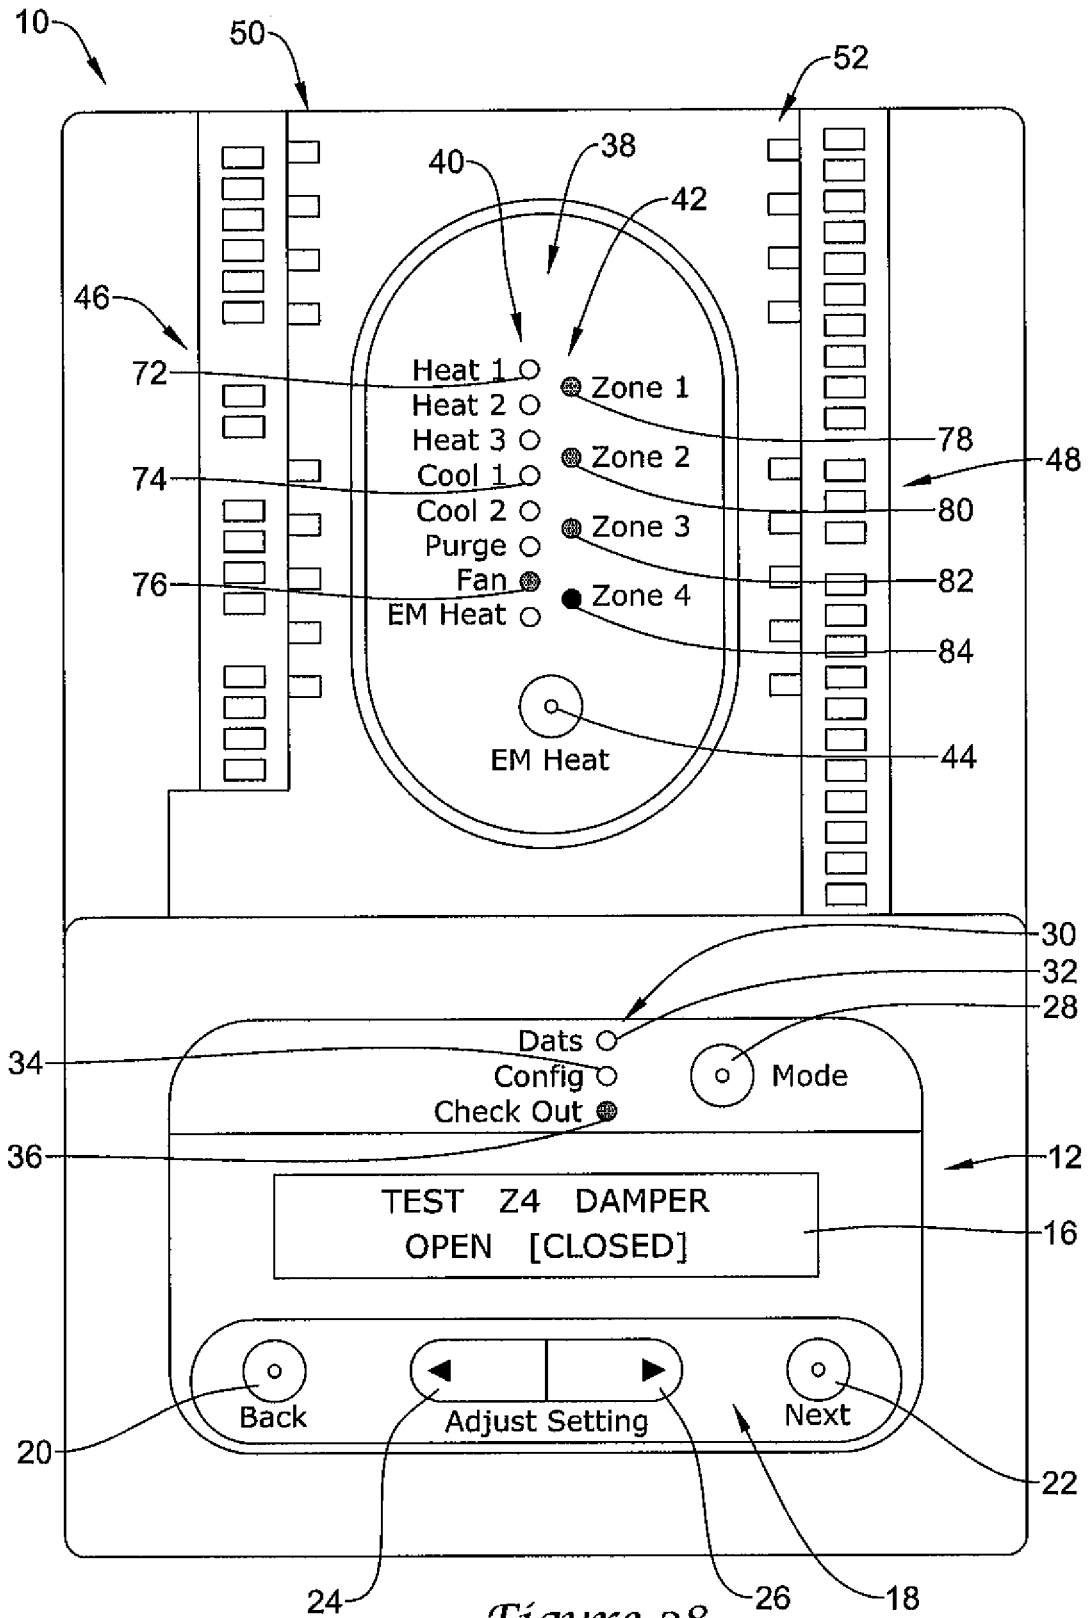 10
50
52
38
40
42
46
72
Heat 1
Zone 1
Heat 2
78
Heat 3
Zone 2
48
74
Cool 1
80
Cool 2
Zone 3
Purge
82
76
Fan
Zone 4
EM Heat
84
44
EM Heat
30
32
28
Dats
34
Config
Mode
Check Out
36
12
TEST Z4 DAMPER
16
OPEN [CLOSED]
Back
Adjust Setting
Next
20
22
24
26
18
Figure 28